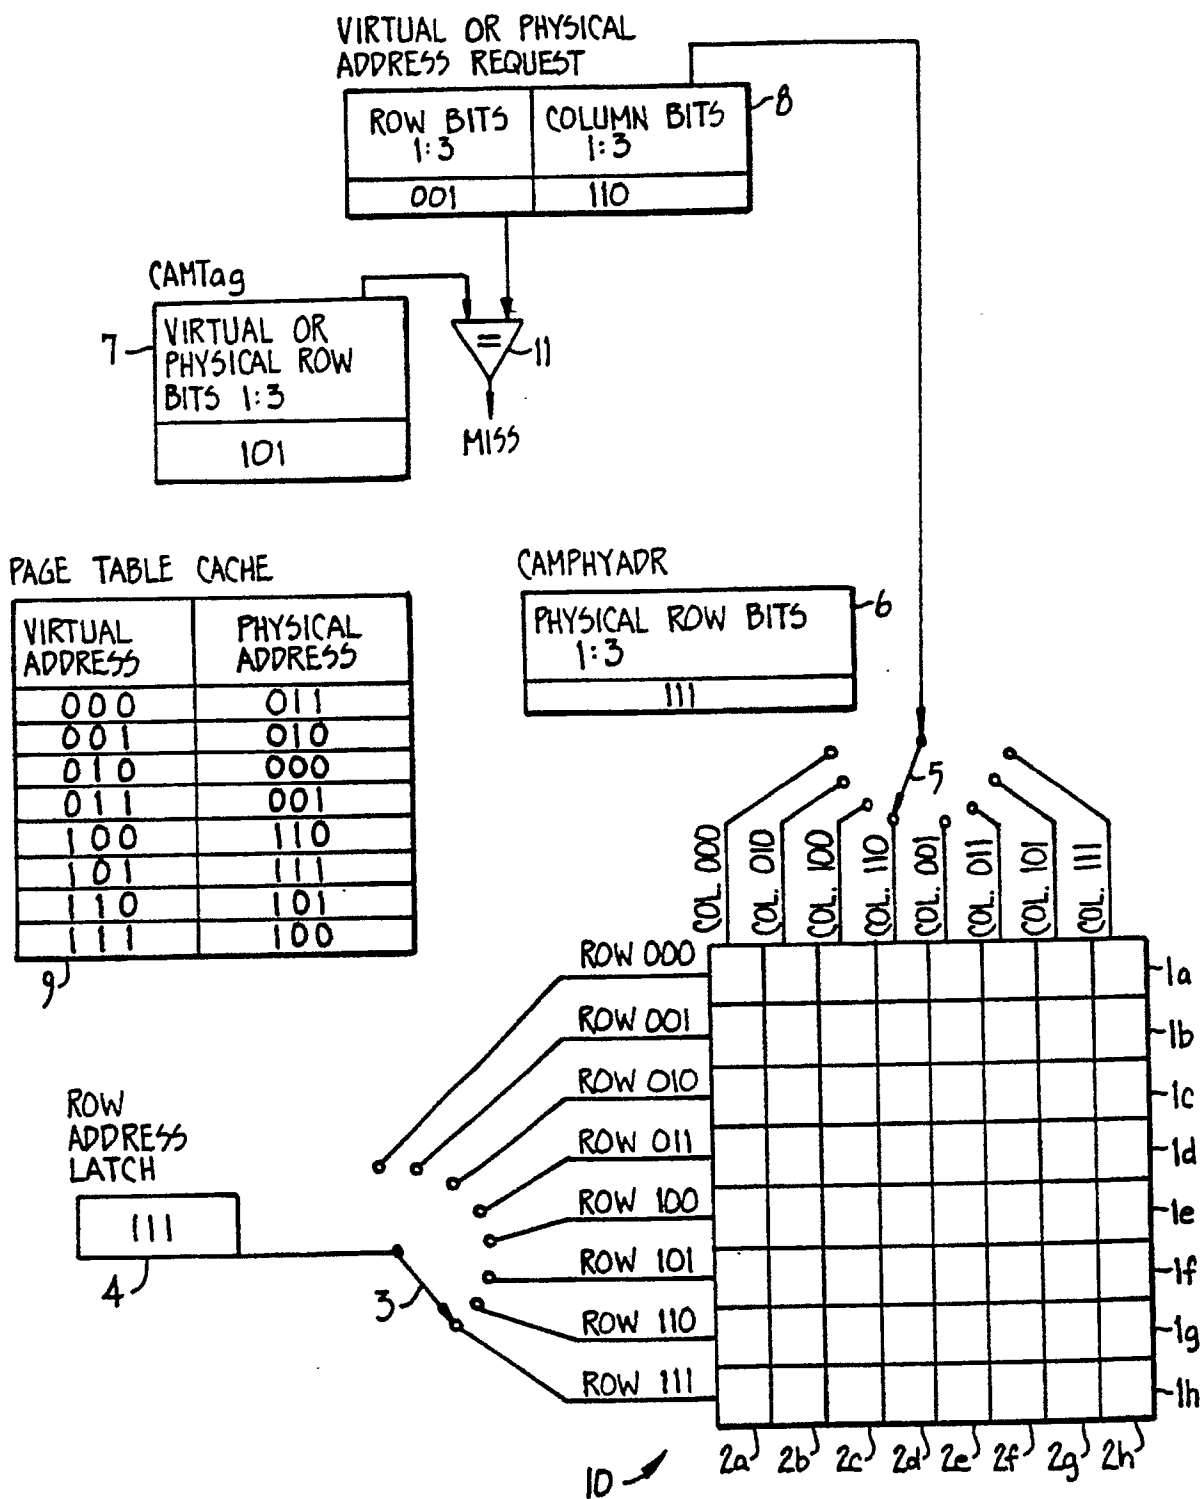 VIRTUAL OR PHYSICAL
ADDRESS REQUEST
8
ROW BITS
1:3
COLUMN BITS
1:3
001
110
CAMTag
7
VIRTUAL OR
PHYSICAL ROW
BITS 1:3
101
=
11
MISS
PAGE TABLE CACHE
VIRTUAL
ADDRESS
PHYSICAL
ADDRESS
000 011
001 010
010 000
011 001
100 110
101 111
110 101
111 100
9
CAMPHYADR
6
PHYSICAL ROW BITS
1:3
111
5
COL. 000
COL. 010
COL. 100
COL. 110
COL. 001
COL. 011
COL. 101
COL. 111
ROW 000
1a
ROW 001
1b
ROW 010
1c
ROW 011
1d
ROW 100
1e
ROW 101
1f
ROW 110
1g
ROW 111
1h
ROW
ADDRESS
LATCH
111
4
3
2a 2b 2c 2d 2e 2f 2g 2h
10